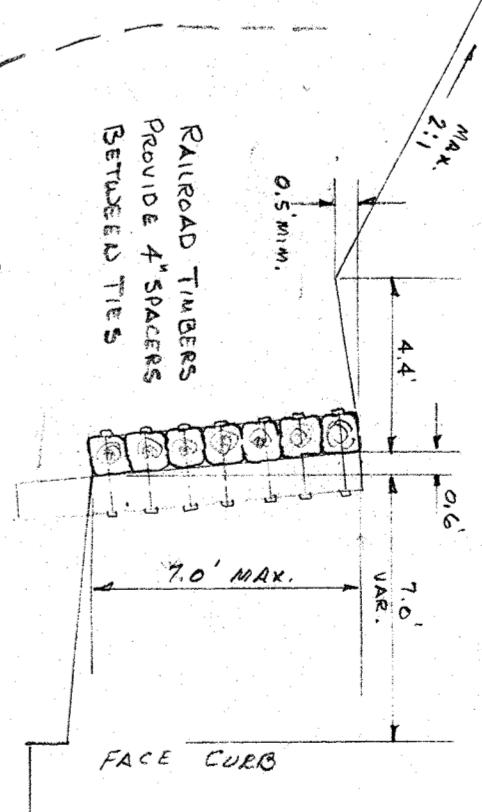 MAX.
2:1
0.5' MIM.
4.4'
0.6'
7.0'
VAR.
RAILROAD TIMBERS
PROVIDE 4" SPACERS
BETWEEN TIES
7.0' MAX.
FACE CURB